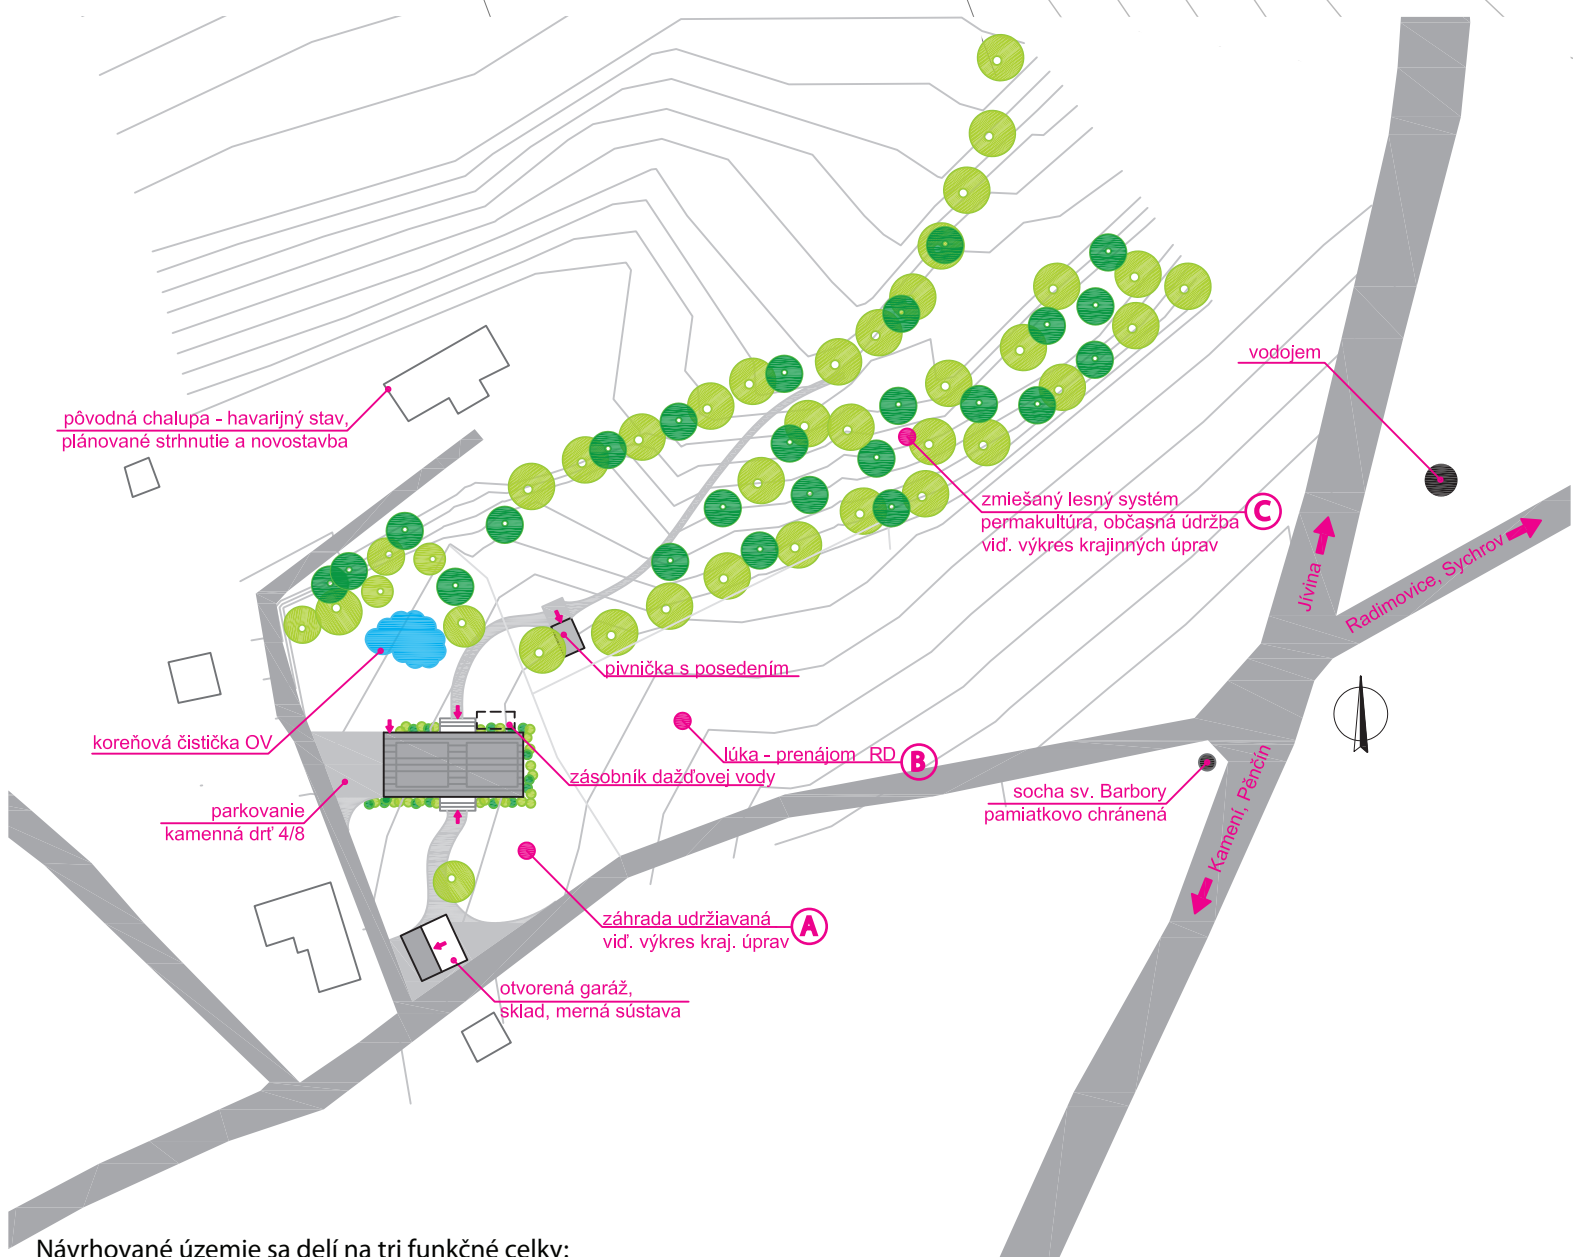 vodojem
pôvodná chalupa - havarijný stav,
plánované strhnutie a novostavba
zmiešaný lesný systém
permakultúra, občasná údržba
viď. výkres krajinných úprav
C
Jívina
Radimovice, Sychrov
pivnička s posedením
koreňová čistička OV
lúka - prenájom RD
B
zásobník dažďovej vody
parkovanie
kamenná drť 4/8
socha sv. Barbory
pamiatkovo chránená
Kamení, Pěnčín
záhrada udržiavaná
viď. výkres kraj. úprav
A
otvorená garáž,
sklad, merná sústava
Návrhované územie sa delí na tri funkčné celky: